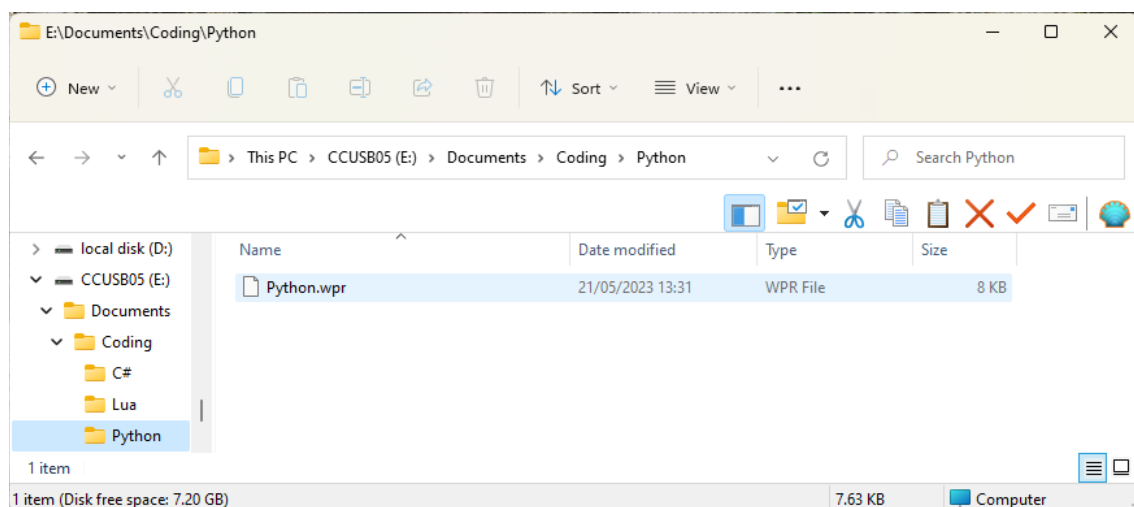 E:\Documents\Coding\Python
New
Sort
View
This PC > CCUSB05 (E:) > Documents > Coding > Python
Search Python
local disk (D:)
CCUSB05 (E:)
Documents
Coding
C#
Lua
Python
Name Date modified Type Size
Python.wpr 21/05/2023 13:31 WPR File 8 KB
1 item
1 item (Disk free space: 7.20 GB) 7.63 KB Computer